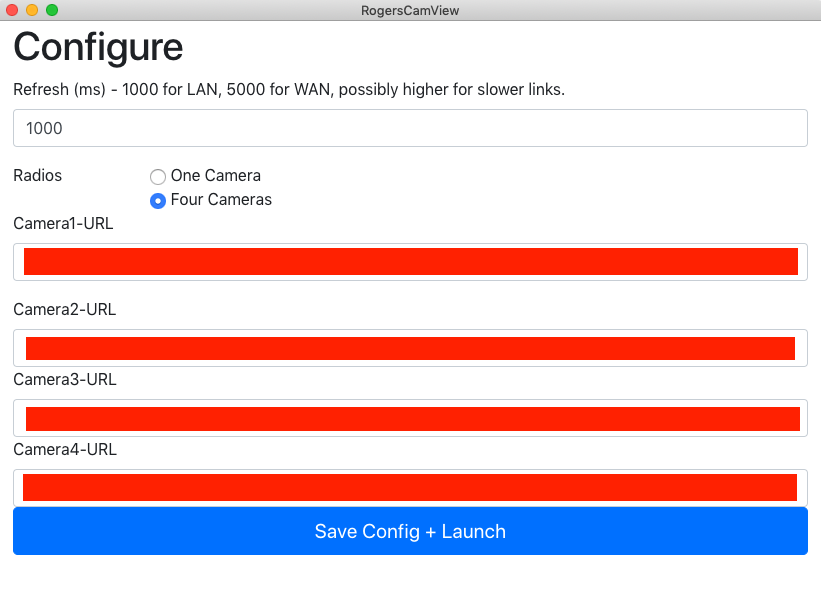 RogersCamView
Configure
Refresh (ms) - 1000 for LAN, 5000 for WAN, possibly higher for slower links.
1000
Radios
One Camera
Four Cameras
Camera1-URL
Camera2-URL
Camera3-URL
Camera4-URL
Save Config + Launch